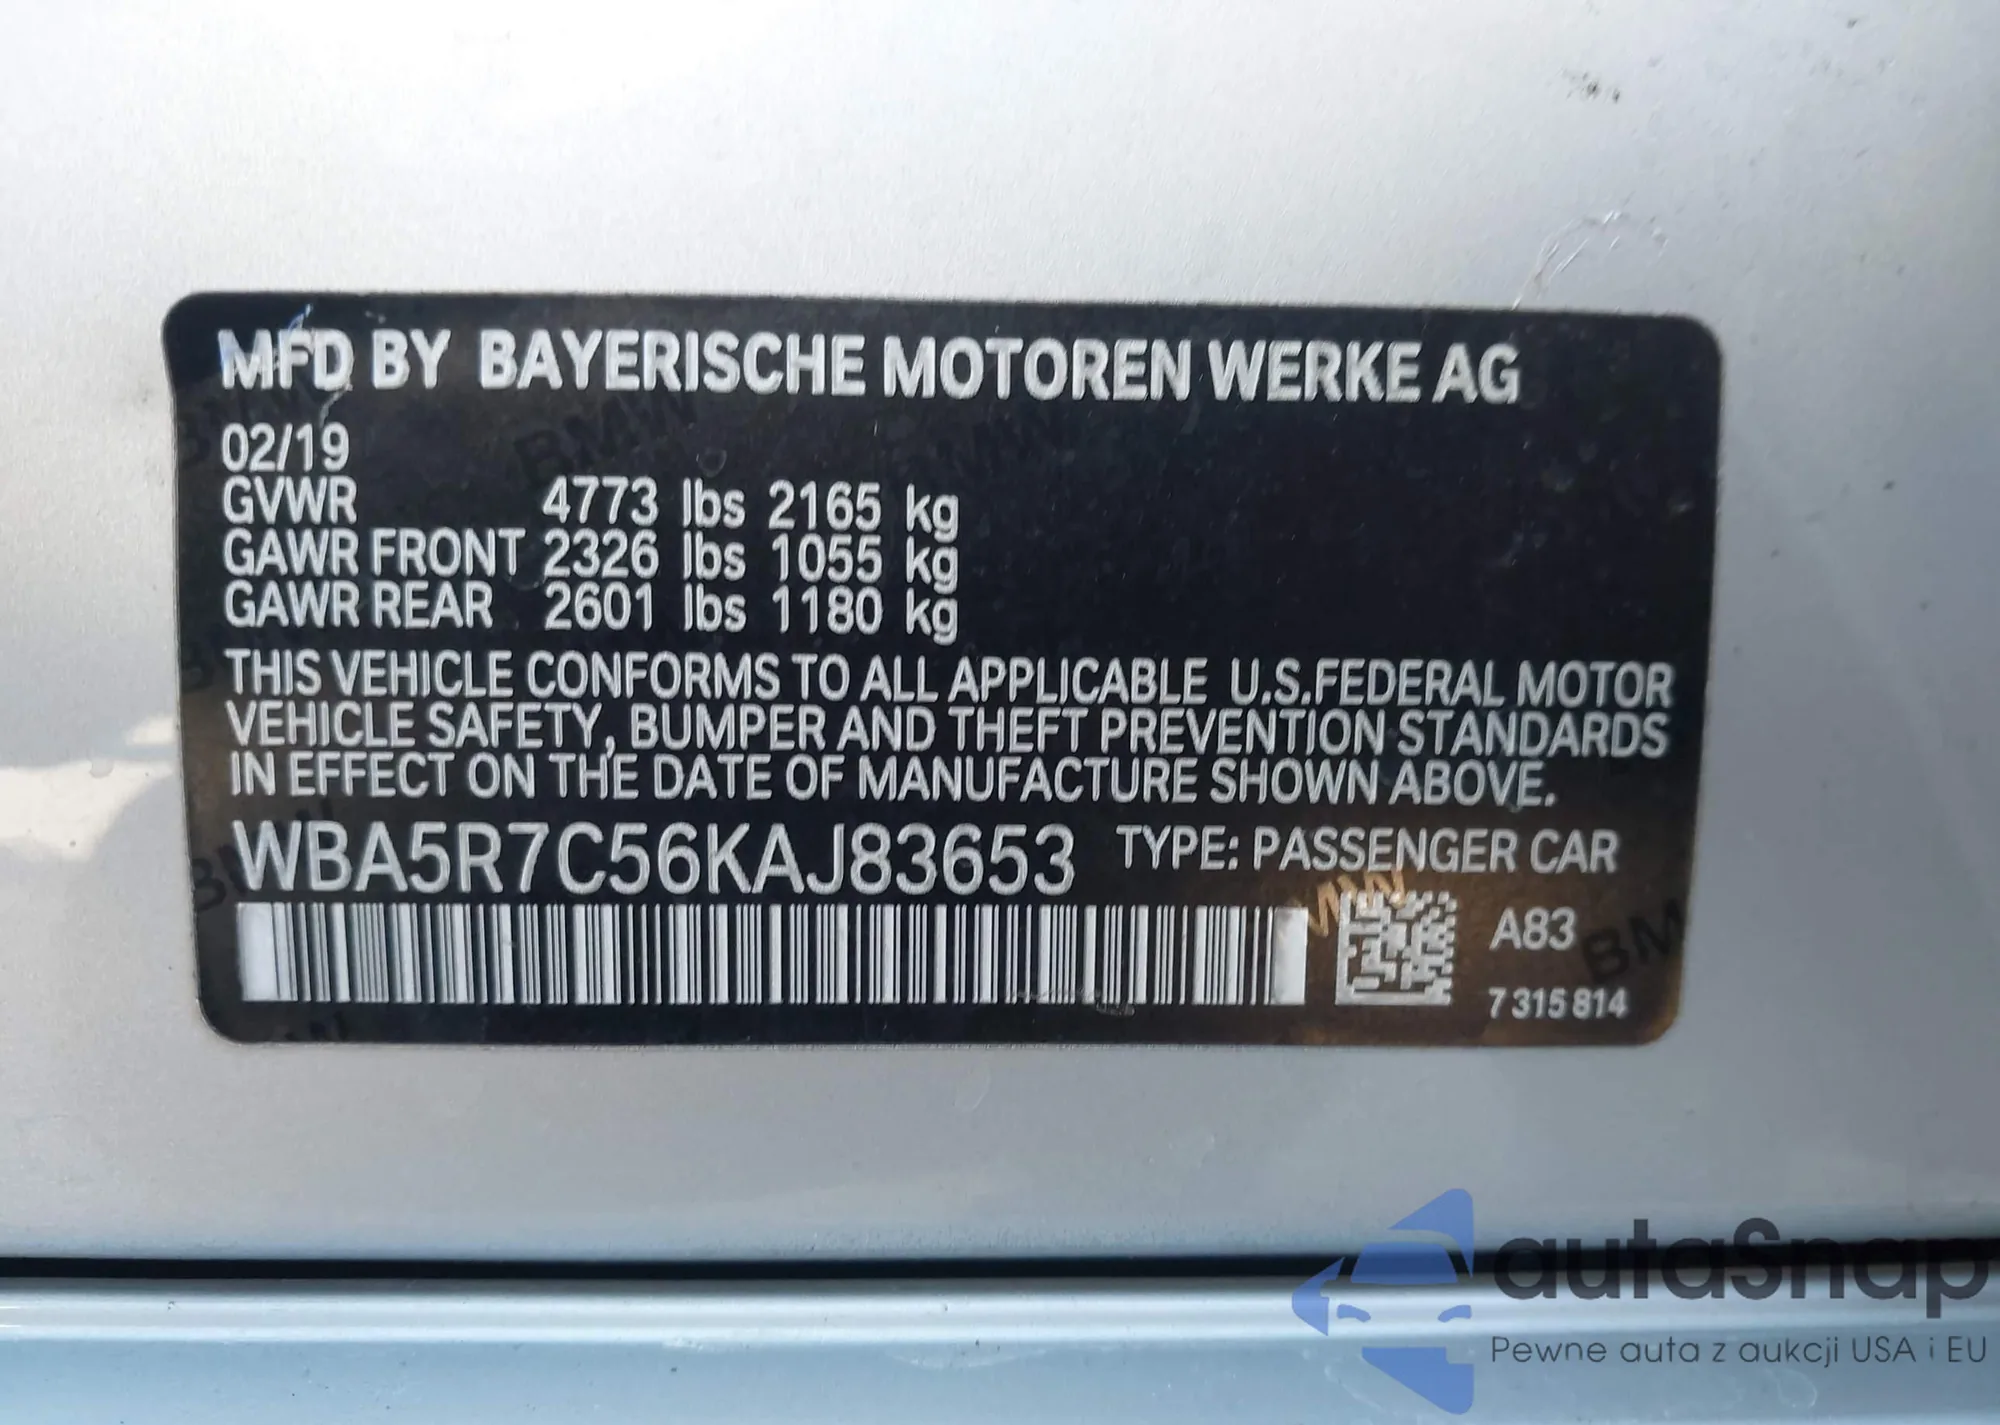 MFD BY BAYERISCHE MOTOREN WERKE AG
02/19
GVWR 4773 lbs 2165 kg
GAWR FRONT 2326 lbs 1055 kg
GAWR REAR 2601 lbs 1180 kg
THIS VEHICLE CONFORMS TO ALL APPLICABLE U.S.FEDERAL MOTOR
VEHICLE SAFETY, BUMPER AND THEFT PREVENTION STANDARDS
IN EFFECT ON THE DATE OF MANUFACTURE SHOWN ABOVE.
WBA5R7C56KAJ83653 TYPE: PASSENGER CAR
A83
7 315 814
autaSnap
Pewne auta z aukcji USA i EU